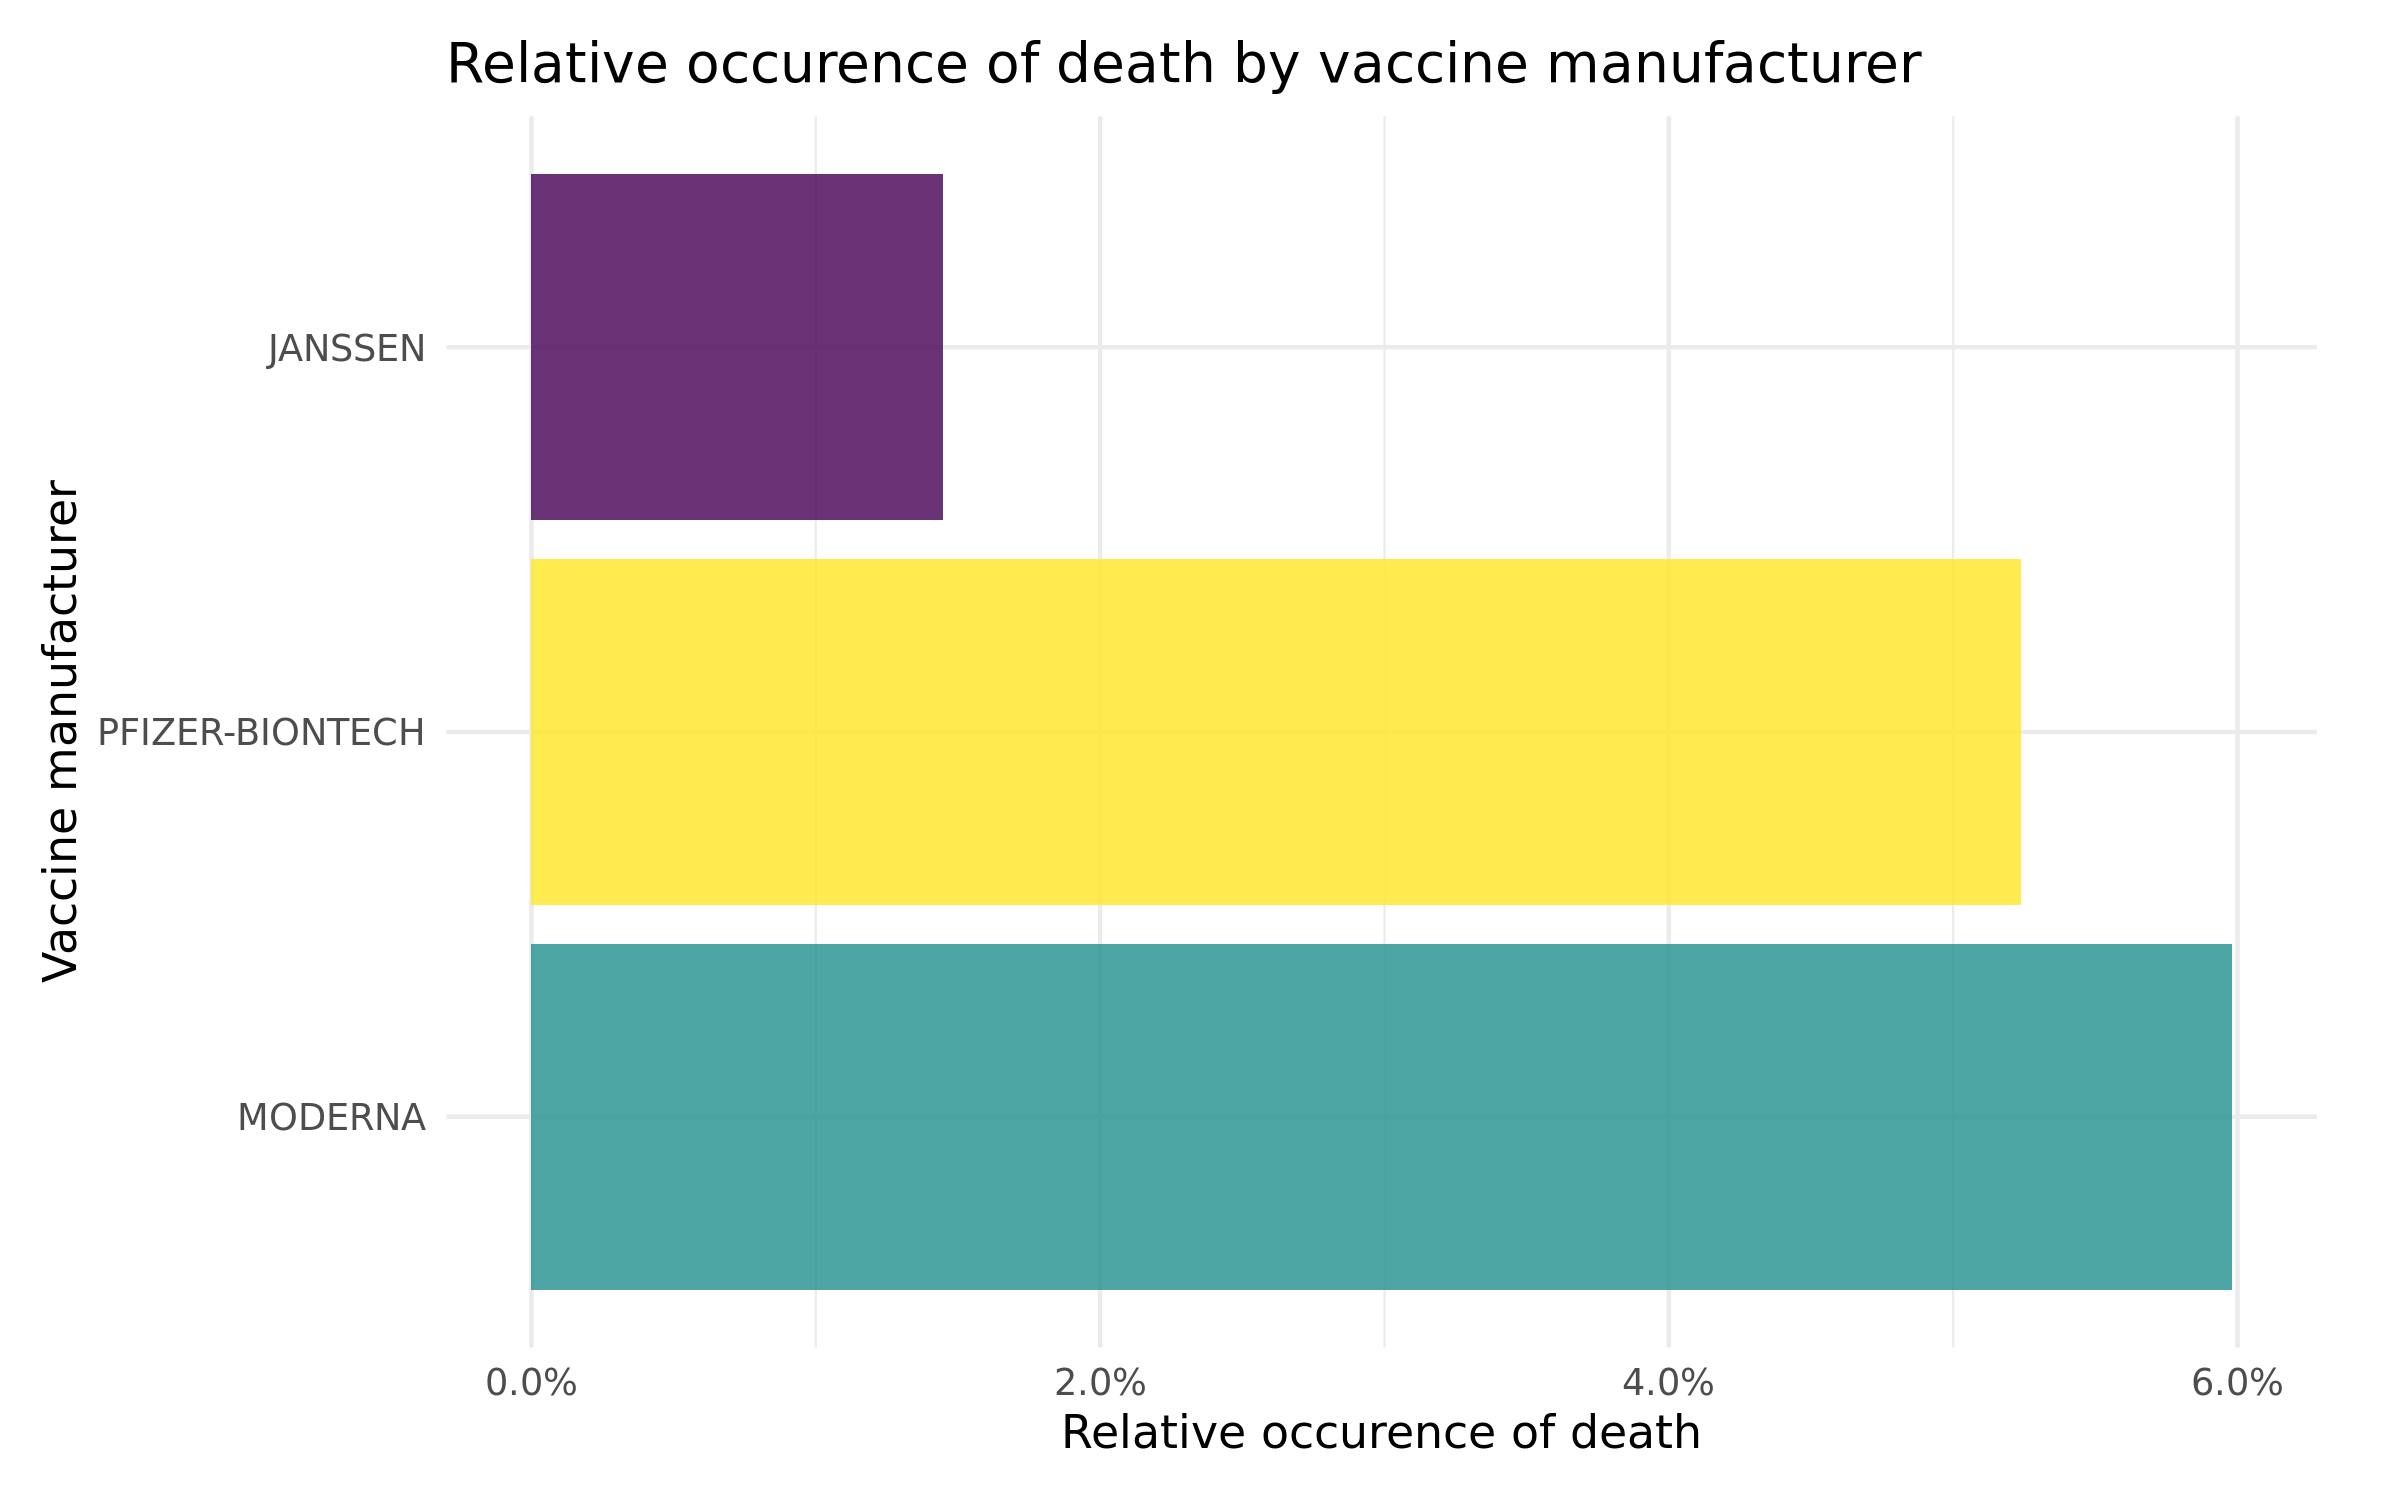 Relative occurence of death by vaccine manufacturer
Vaccine manufacturer
JANSSEN
PFIZER-BIONTECH
MODERNA
0.0% 2.0% 4.0% 6.0%
Relative occurence of death